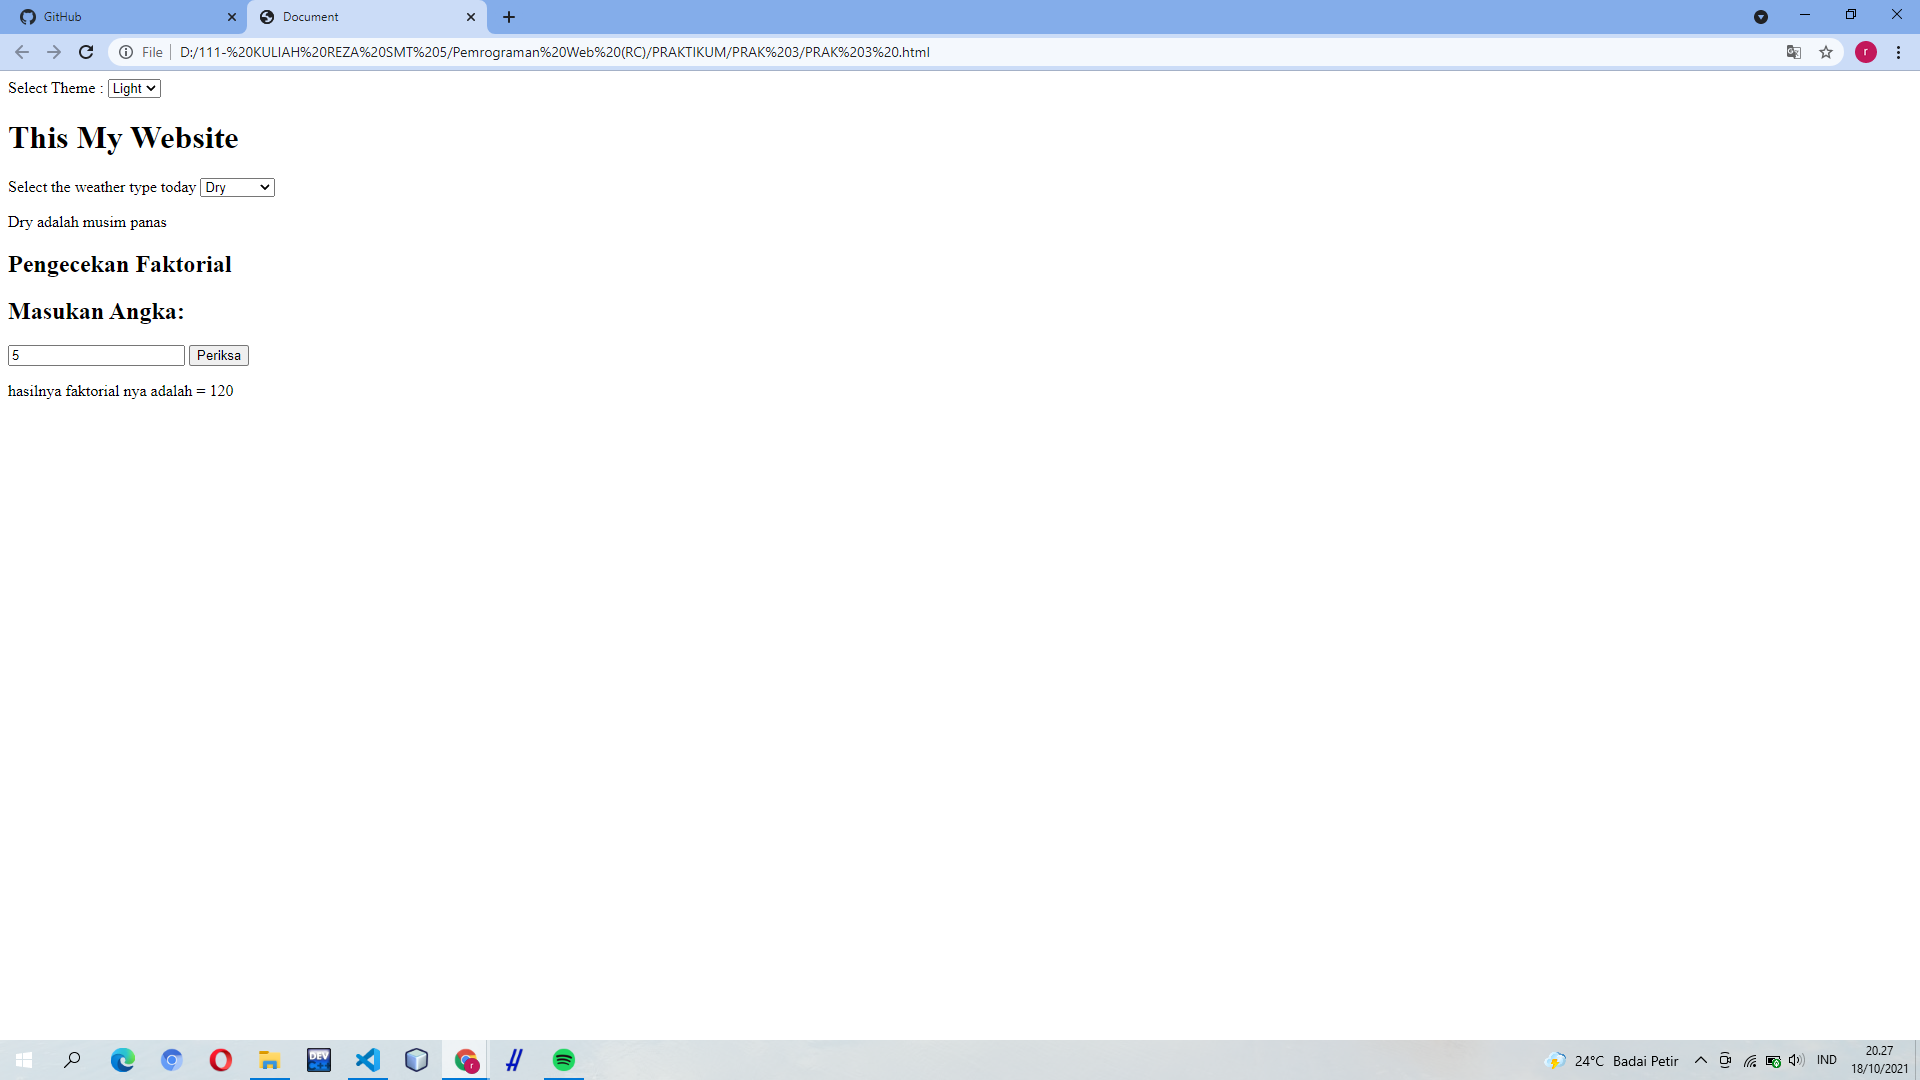 GitHub
Document
File D:/111-%20KULIAH%20REZA%20SMT%205/Pemrograman%20Web%20(RC)/PRAKTIKUM/PRAK%203/PRAK%203%20.html
r
Select Theme : Light
This My Website
Select the weather type today Dry
Dry adalah musim panas
Pengecekan Faktorial
Masukan Angka:
5 Periksa
hasilnya faktorial nya adalah = 120
DEV
r
24°C Badai Petir
IND
20.27
18/10/2021